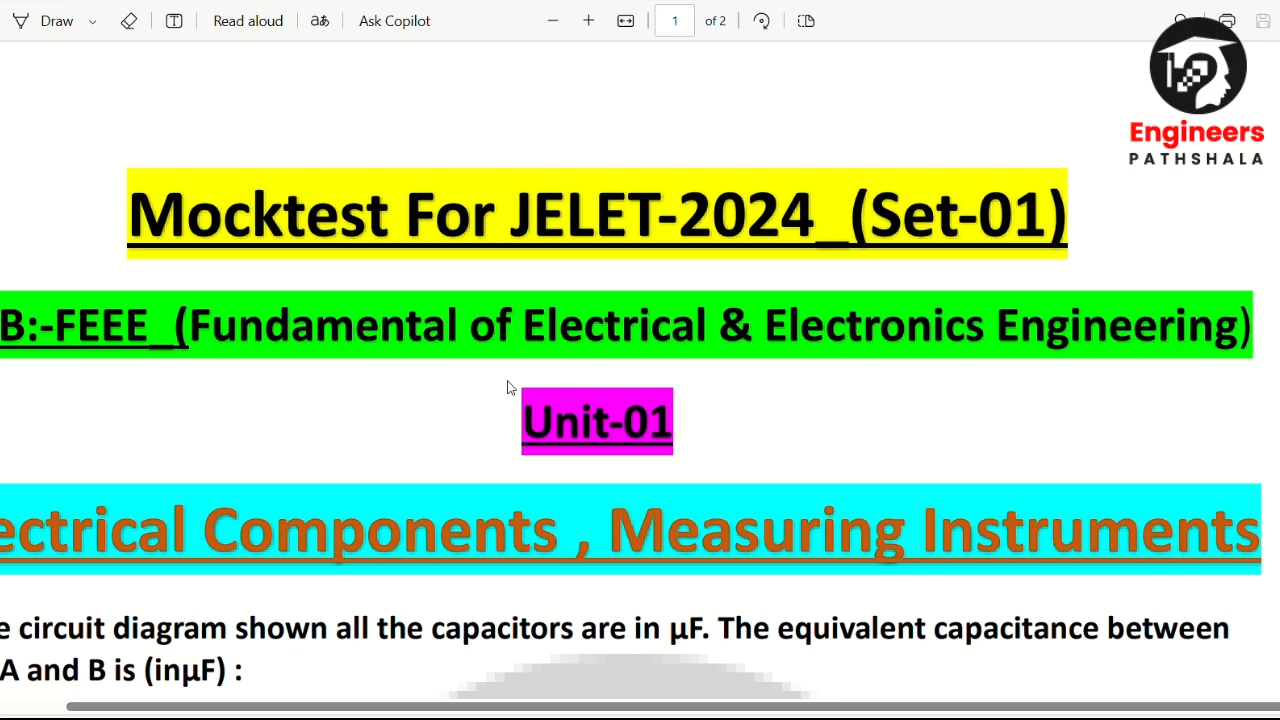 Draw
Read aloud
aあ
Ask Copilot
1
of 2
Engineers
PATHSHALA
Mocktest For JELET-2024_(Set-01)
B:-FEEE_(Fundamental of Electrical & Electronics Engineering)
Unit-01
ectrical Components , Measuring Instruments
e circuit diagram shown all the capacitors are in μF. The equivalent capacitance between
A and B is (inμF) :